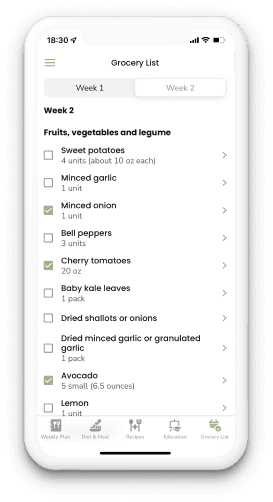 18:30
Grocery List
Week 1 Week 2
Week 2
Fruits, vegetables and legume
Sweet potatoes
4 units (about 10 oz each)
Minced garlic
1 unit
Minced onion
1 unit
Bell peppers
3 units
Cherry tomatoes
20 oz
Baby kale leaves
1 pack
Dried shallots or onions
Dried minced garlic or granulated
garlic
1 pack
Avocado
5 small (6.5 ounces)
Lemon
1 unit
Weekly Plan Diet & Meal Recipes Education Grocery List